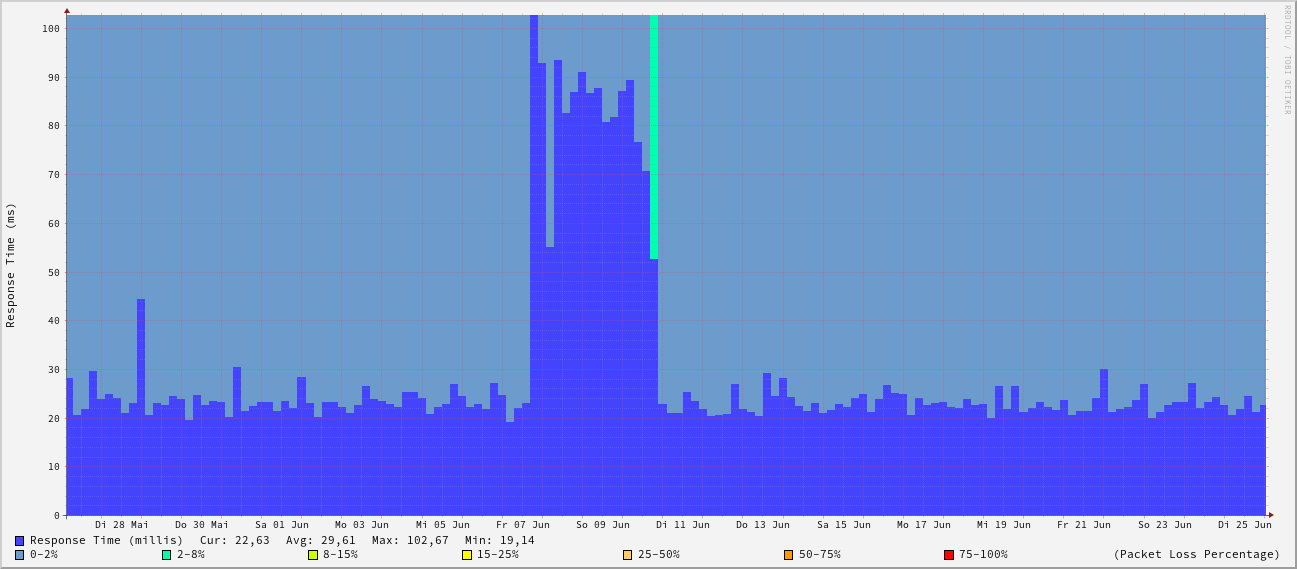 RRDTOOL / TOBI OETIKER
Response Time (ms)
100
90
80
70
60
50
40
30
20
10
0
Di 28 Mai Do 30 Mai Sa 01 Jun Mo 03 Jun Mi 05 Jun Fr 07 Jun So 09 Jun Di 11 Jun Do 13 Jun Sa 15 Jun Mo 17 Jun Mi 19 Jun Fr 21 Jun So 23 Jun Di 25 Jun
Response Time (millis) Cur: 22,63 Avg: 29,61 Max: 102,67 Min: 19,14
0-2% 2-8% 8-15% 15-25% 25-50% 50-75% 75-100% (Packet Loss Percentage)